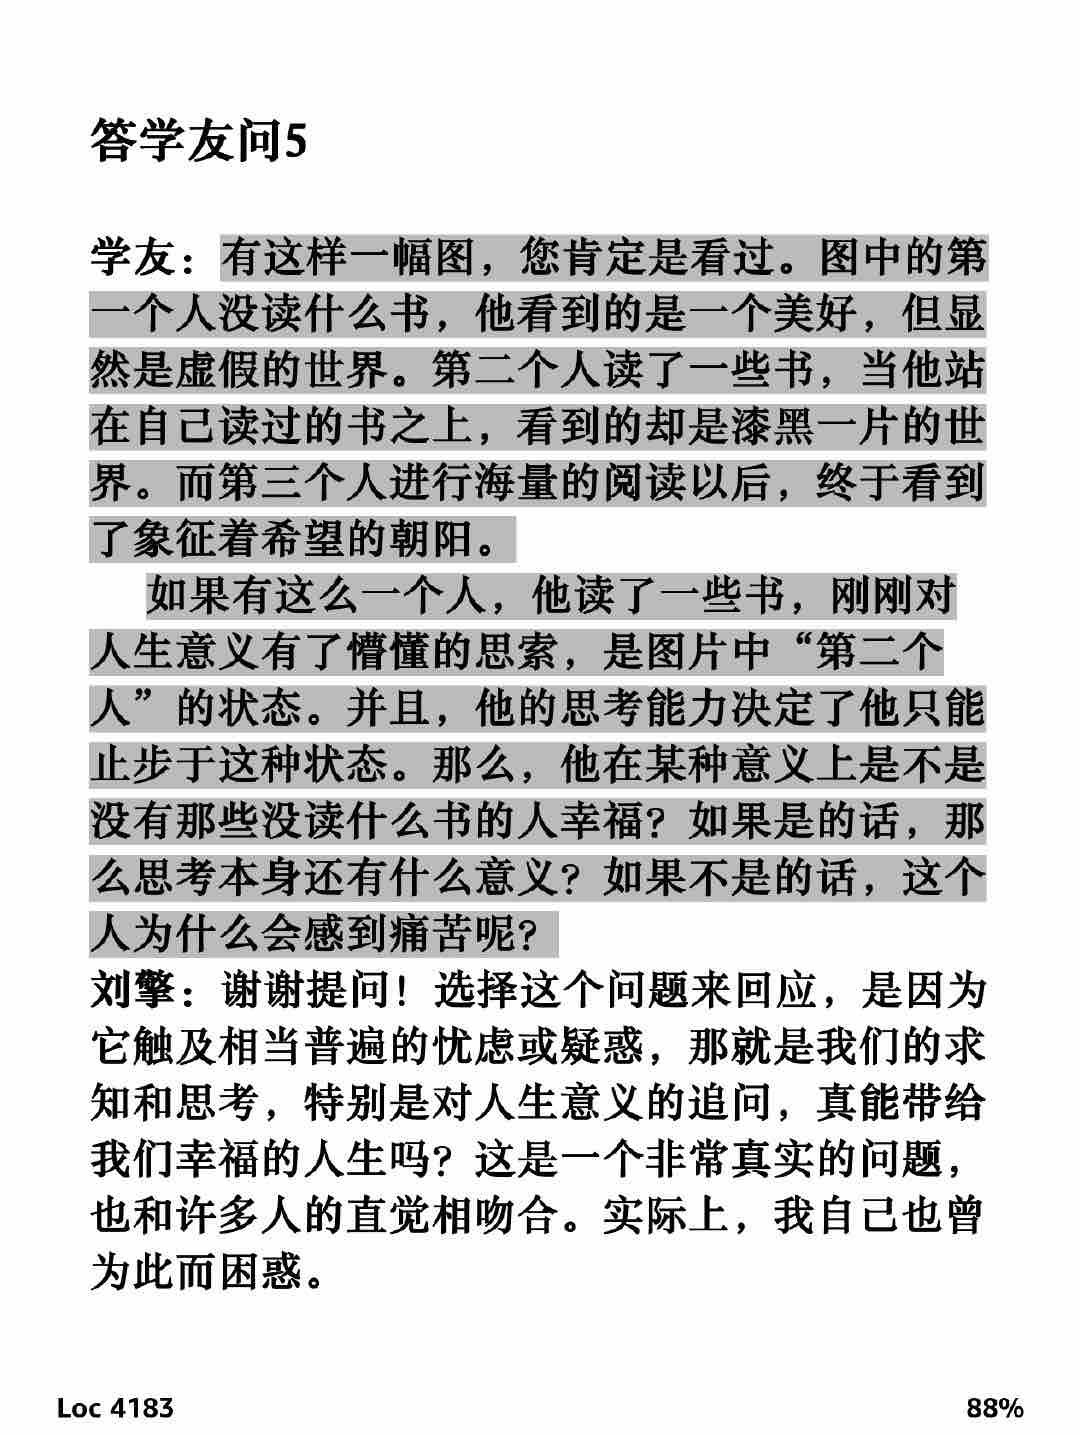 答学友问5
学友：有这样一幅图，您肯定是看过。图中的第
一个人没读什么书，他看到的是一个美好，但显
然是虚假的世界。第二个人读了一些书，当他站
在自己读过的书之上，看到的却是漆黑一片的世
界。而第三个人进行海量的阅读以后，终于看到
了象征着希望的朝阳。
如果有这么一个人，他读了一些书，刚刚对
人生意义有了懵懂的思索，是图片中“第二个
人”的状态。并且，他的思考能力决定了他只能
止步于这种状态。那么，他在某种意义上是不是
没有那些没读什么书的人幸福？如果是的话，那
么思考本身还有什么意义？如果不是的话，这个
人为什么会感到痛苦呢？
刘擎：谢谢提问！选择这个问题来回应，是因为
它触及相当普遍的忧虑或疑惑，那就是我们的求
知和思考，特别是对人生意义的追问，真能带给
我们幸福的人生吗？这是一个非常真实的问题，
也和许多人的直觉相吻合。实际上，我自己也曾
为此而困惑。
Loc 4183
88%